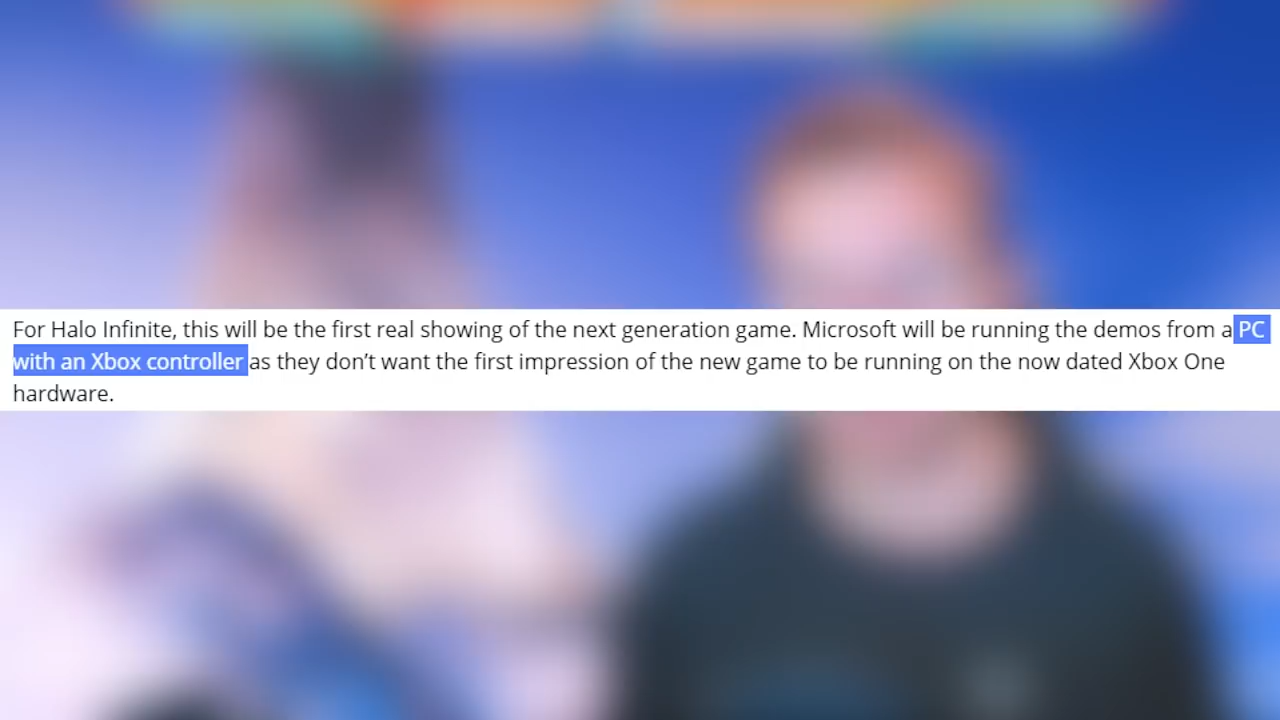 For Halo Infinite, this will be the first real showing of the next generation game. Microsoft will be running the demos from a PC
with an Xbox controller as they don’t want the first impression of the new game to be running on the now dated Xbox One
hardware.